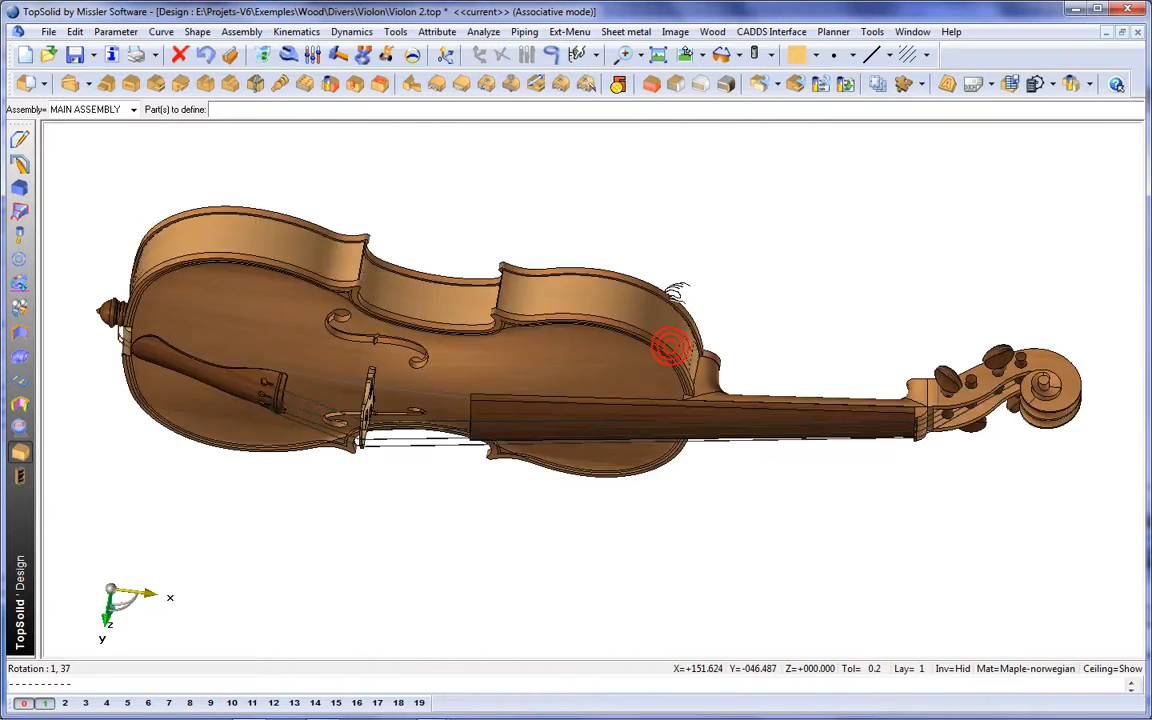 TopSolid by Missler Software - [Design : E:\Projets-V6\Exemples\Wood\Divers\Violon\Violon 2.top *  <<current>> (Associative mode)]
File Edit Parameter Curve Shape Assembly Kinematics Dynamics Tools Attribute Analyze Piping Ext-Menu Sheet metal Image Wood CADDS Interface Planner Tools Window Help
Assembly= MAIN ASSEMBLY Part(s) to define:
TopSolid'Design
x
z
y
Rotation : 1, 37 X=+151.624 Y=-046.487 Z=+000.000 Tol= 0.2 Lay= 1 Inv=Hid Mat=Maple-norwegian Ceiling=Show
----------
0 1 2 3 4 5 6 7 8 9 10 11 12 13 14 15 16 17 18 19